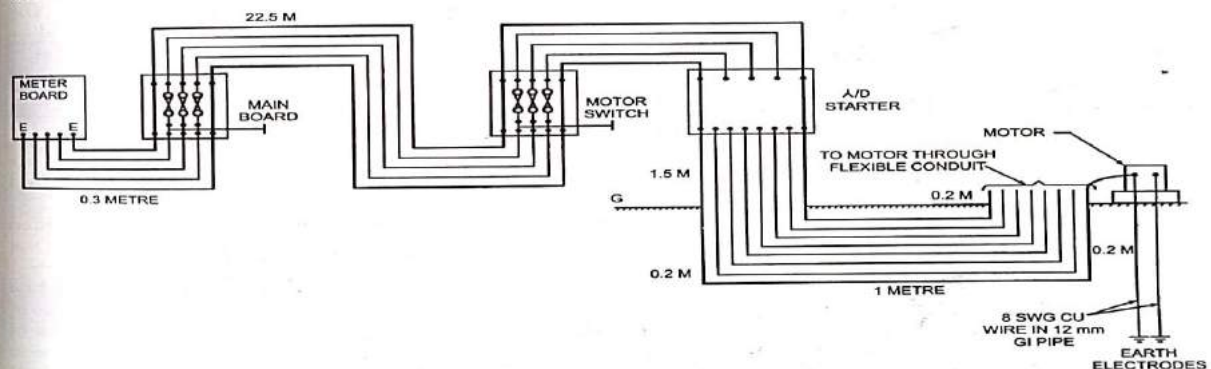 22.5 M
METER
BOARD
E E
MAIN
BOARD
MOTOR
SWITCH
⅄/D
STARTER
MOTOR
TO MOTOR THROUGH
FLEXIBLE CONDUIT
1.5 M
0.3 METRE
G
0.2 M
0.2 M
0.2 M
1 METRE
8 SWG CU
WIRE IN 12 mm
GI PIPE
EARTH
ELECTRODES